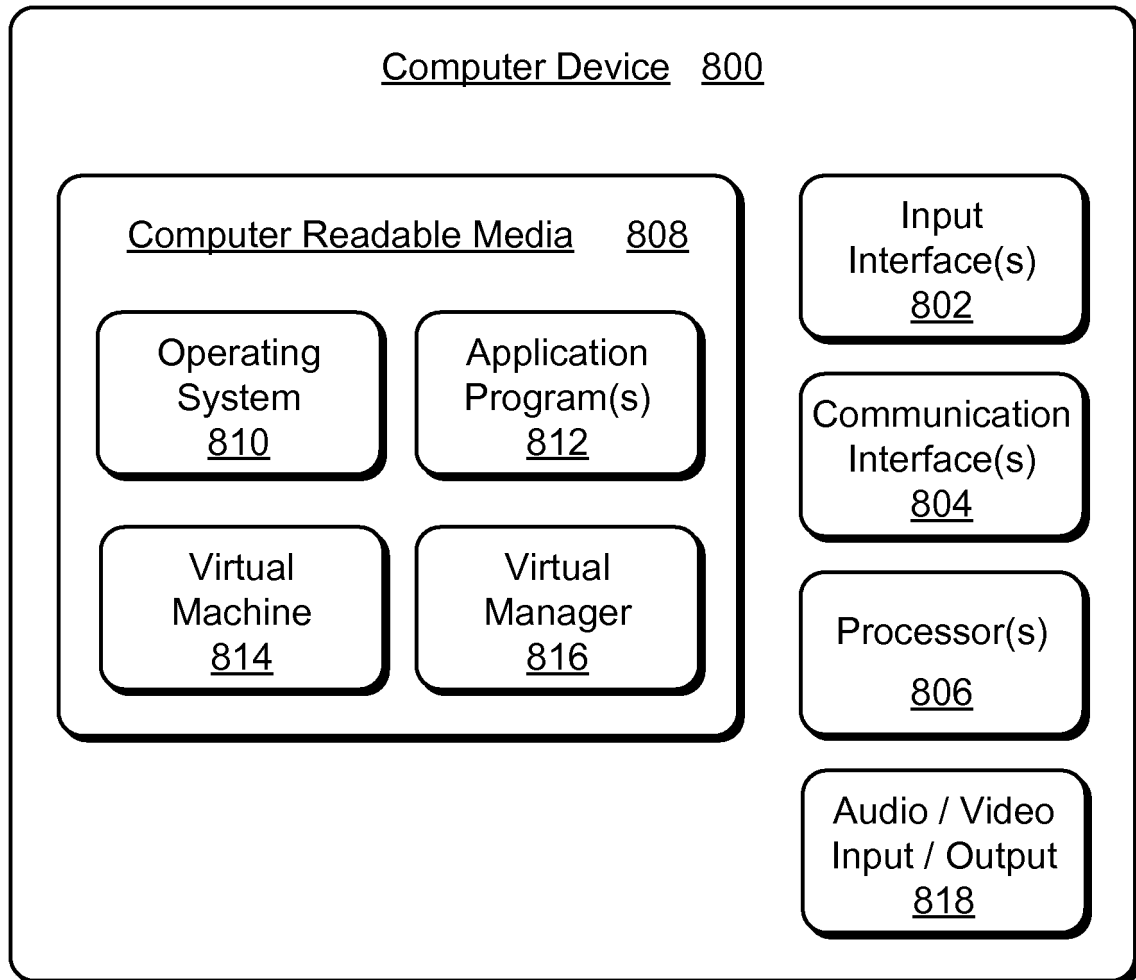 Computer Device 800
Computer Readable Media 808
Operating
System
810
Application
Program(s)
812
Virtual
Machine
814
Virtual
Manager
816
Input
Interface(s)
802
Communication
Interface(s)
804
Processor(s)
806
Audio / Video
Input / Output
818